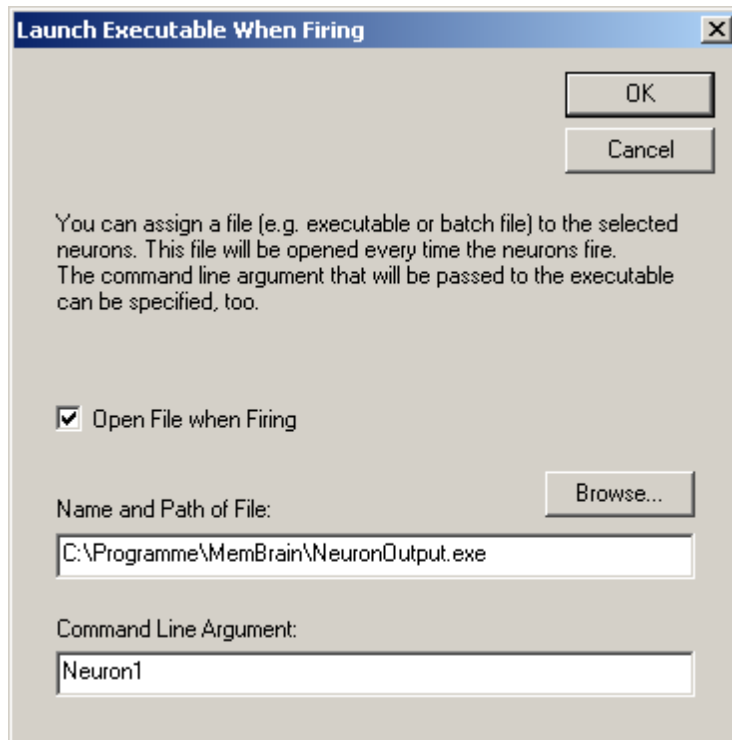 Launch Executable When Firing
OK
Cancel
You can assign a file (e.g. executable or batch file) to the selected
neurons. This file will be opened every time the neurons fire.
The command line argument that will be passed to the executable
can be specified, too.
Open File when Firing
Browse...
Name and Path of File:
C:\Programme\MemBrain\NeuronOutput.exe
Command Line Argument:
Neuron1